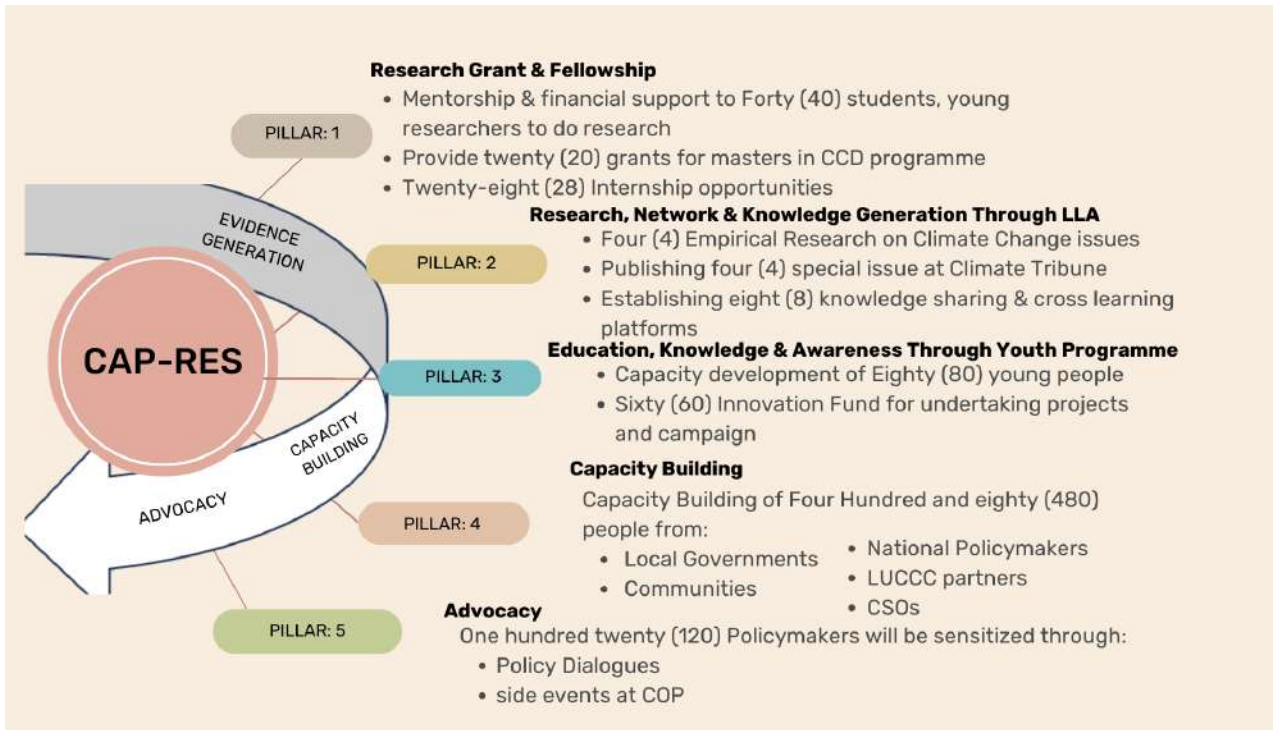 Research Grant & Fellowship
• Mentorship & financial support to Forty (40) students, young
researchers to do research
• Provide twenty (20) grants for masters in CCD programme
• Twenty-eight (28) Internship opportunities
PILLAR: 1
Research, Network & Knowledge Generation Through LLA
• Four (4) Empirical Research on Climate Change issues
• Publishing four (4) special issue at Climate Tribune
• Establishing eight (8) knowledge sharing & cross learning
platforms
PILLAR: 2
EVIDENCE
GENERATION
CAP-RES
Education, Knowledge & Awareness Through Youth Programme
• Capacity development of Eighty (80) young people
• Sixty (60) Innovation Fund for undertaking projects
and campaign
PILLAR: 3
CAPACITY
BUILDING
Capacity Building
Capacity Building of Four Hundred and eighty (480)
people from:
• Local Governments
• Communities
• National Policymakers
• LUCCC partners
• CSOs
PILLAR: 4
ADVOCACY
Advocacy
One hundred twenty (120) Policymakers will be sensitized through:
• Policy Dialogues
• side events at COP
PILLAR: 5